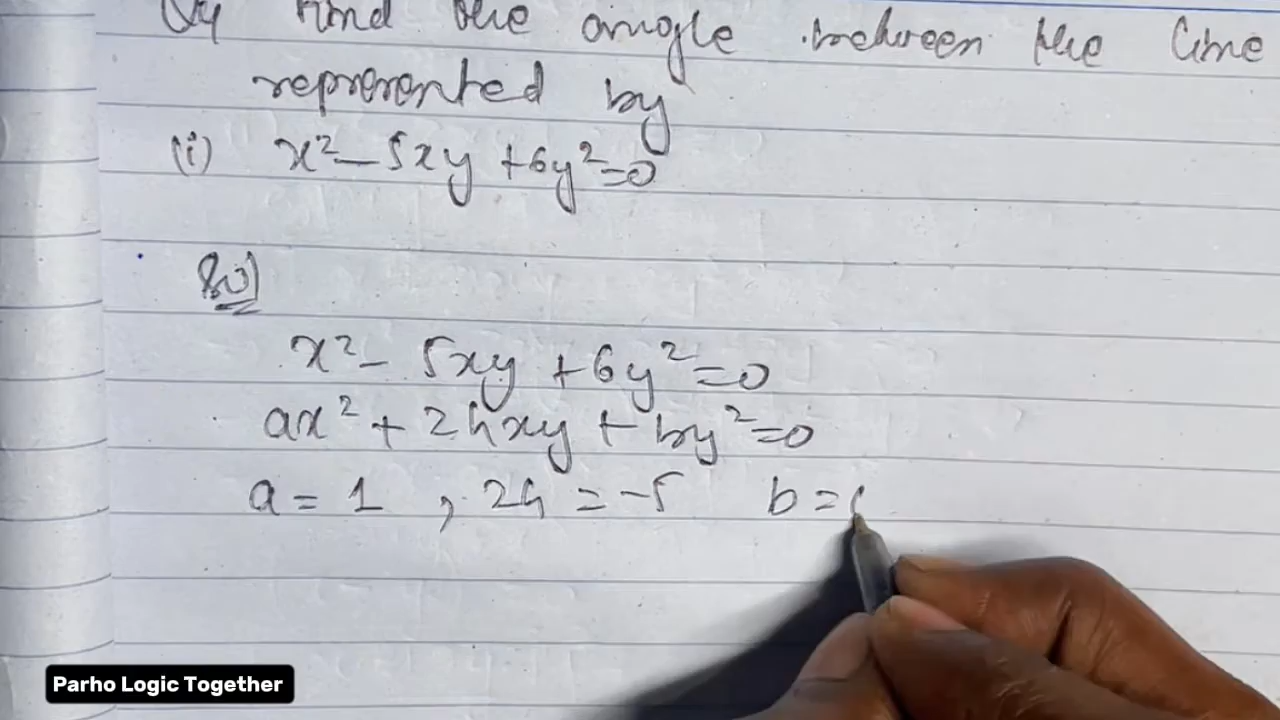 Q4 Find the angle between the line
represented by
(i) x² - 5xy + 6y² = 0
Sol
x² - 5xy + 6y² = 0
ax² + 2hxy + by² = 0
a = 1 , 2h = -5 b =
Parho Logic Together